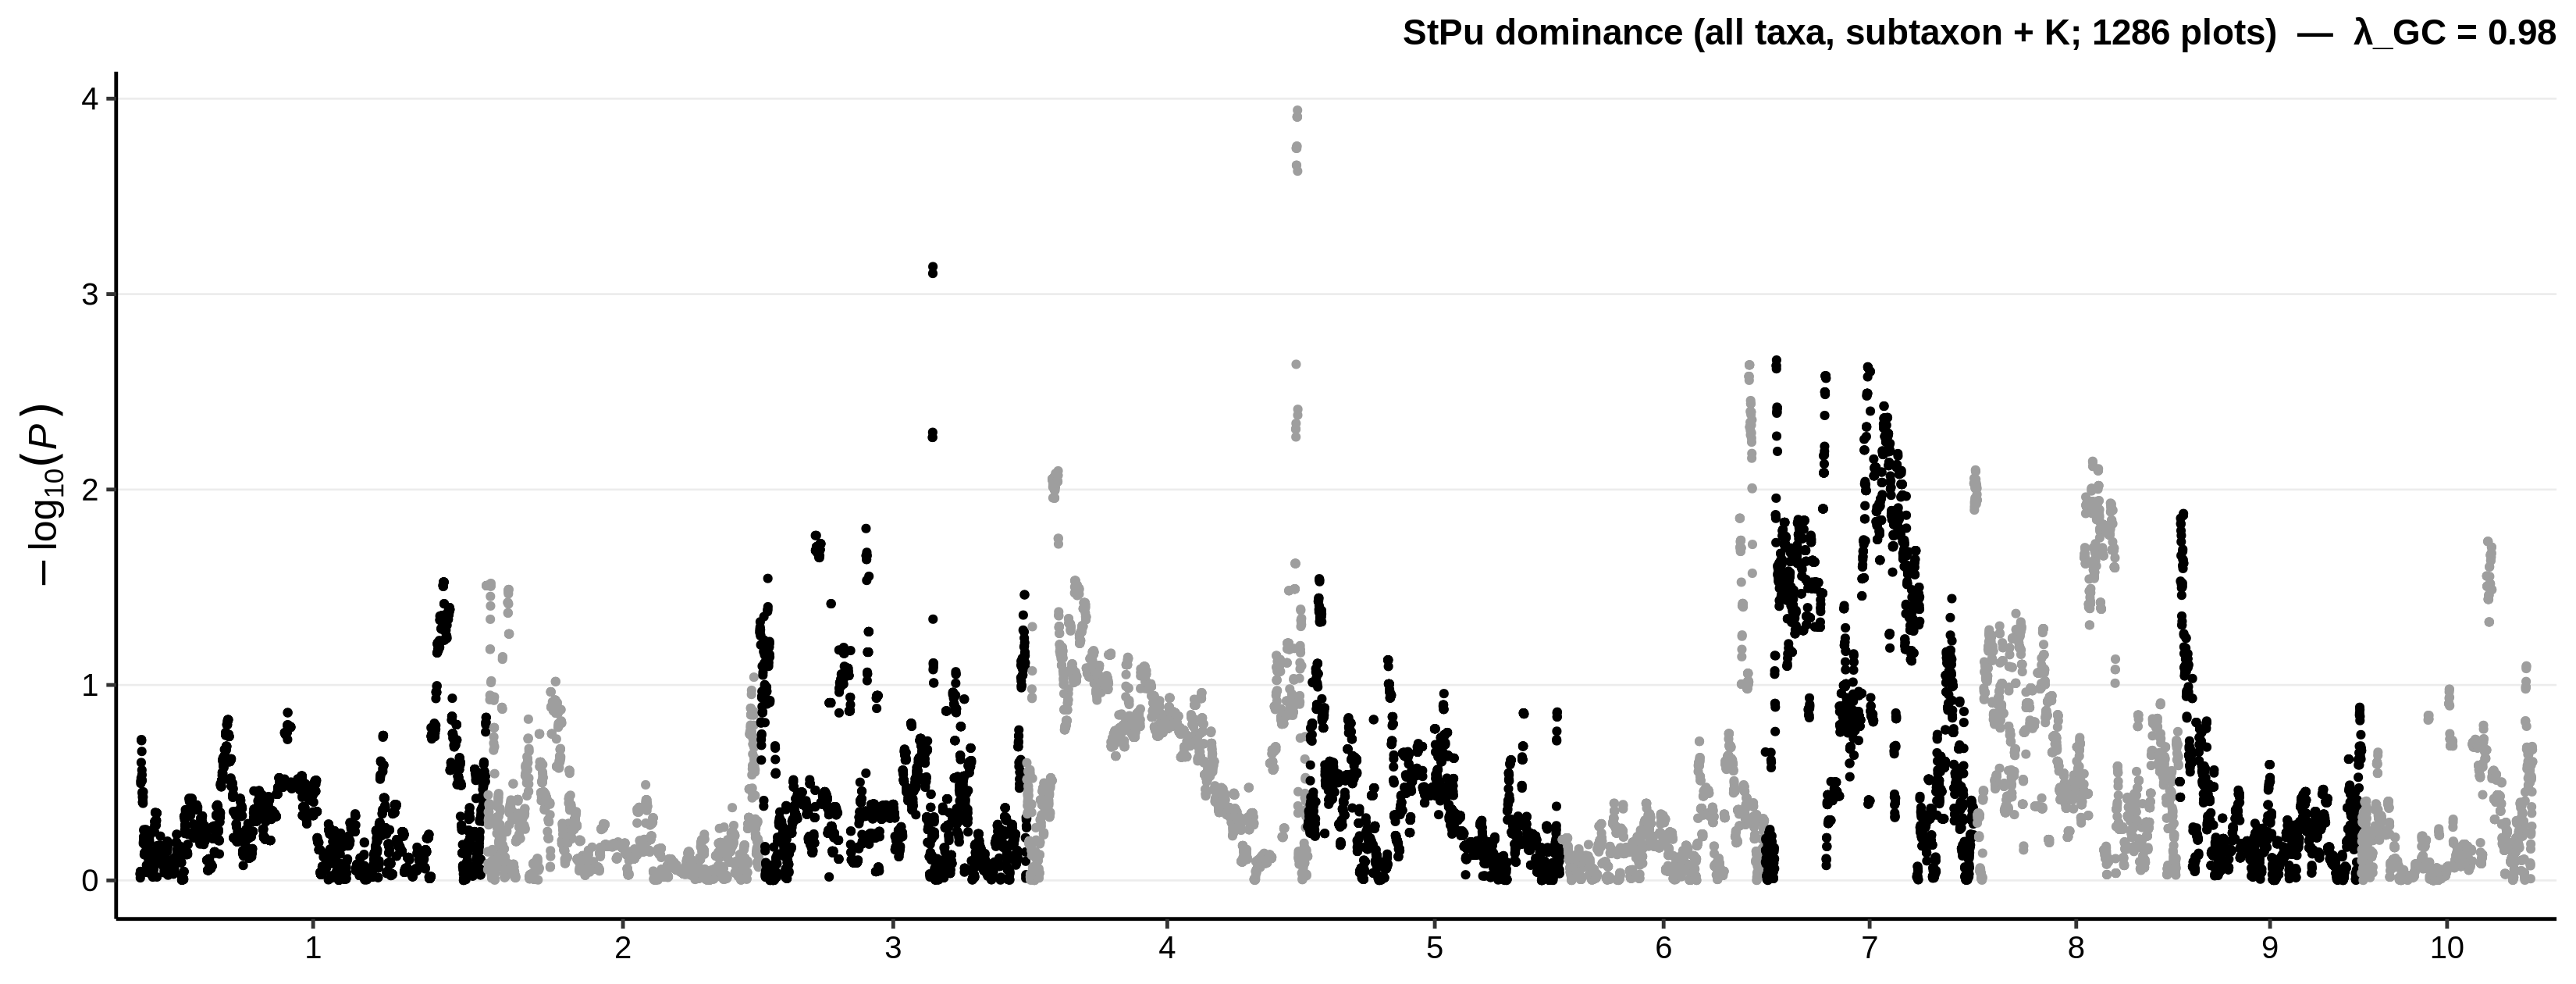 StPu dominance (all taxa, subtaxon + K; 1286 plots) — λ_GC = 0.98
− log10(P)
4
3
2
1
0
1 2 3 4 5 6 7 8 9 10